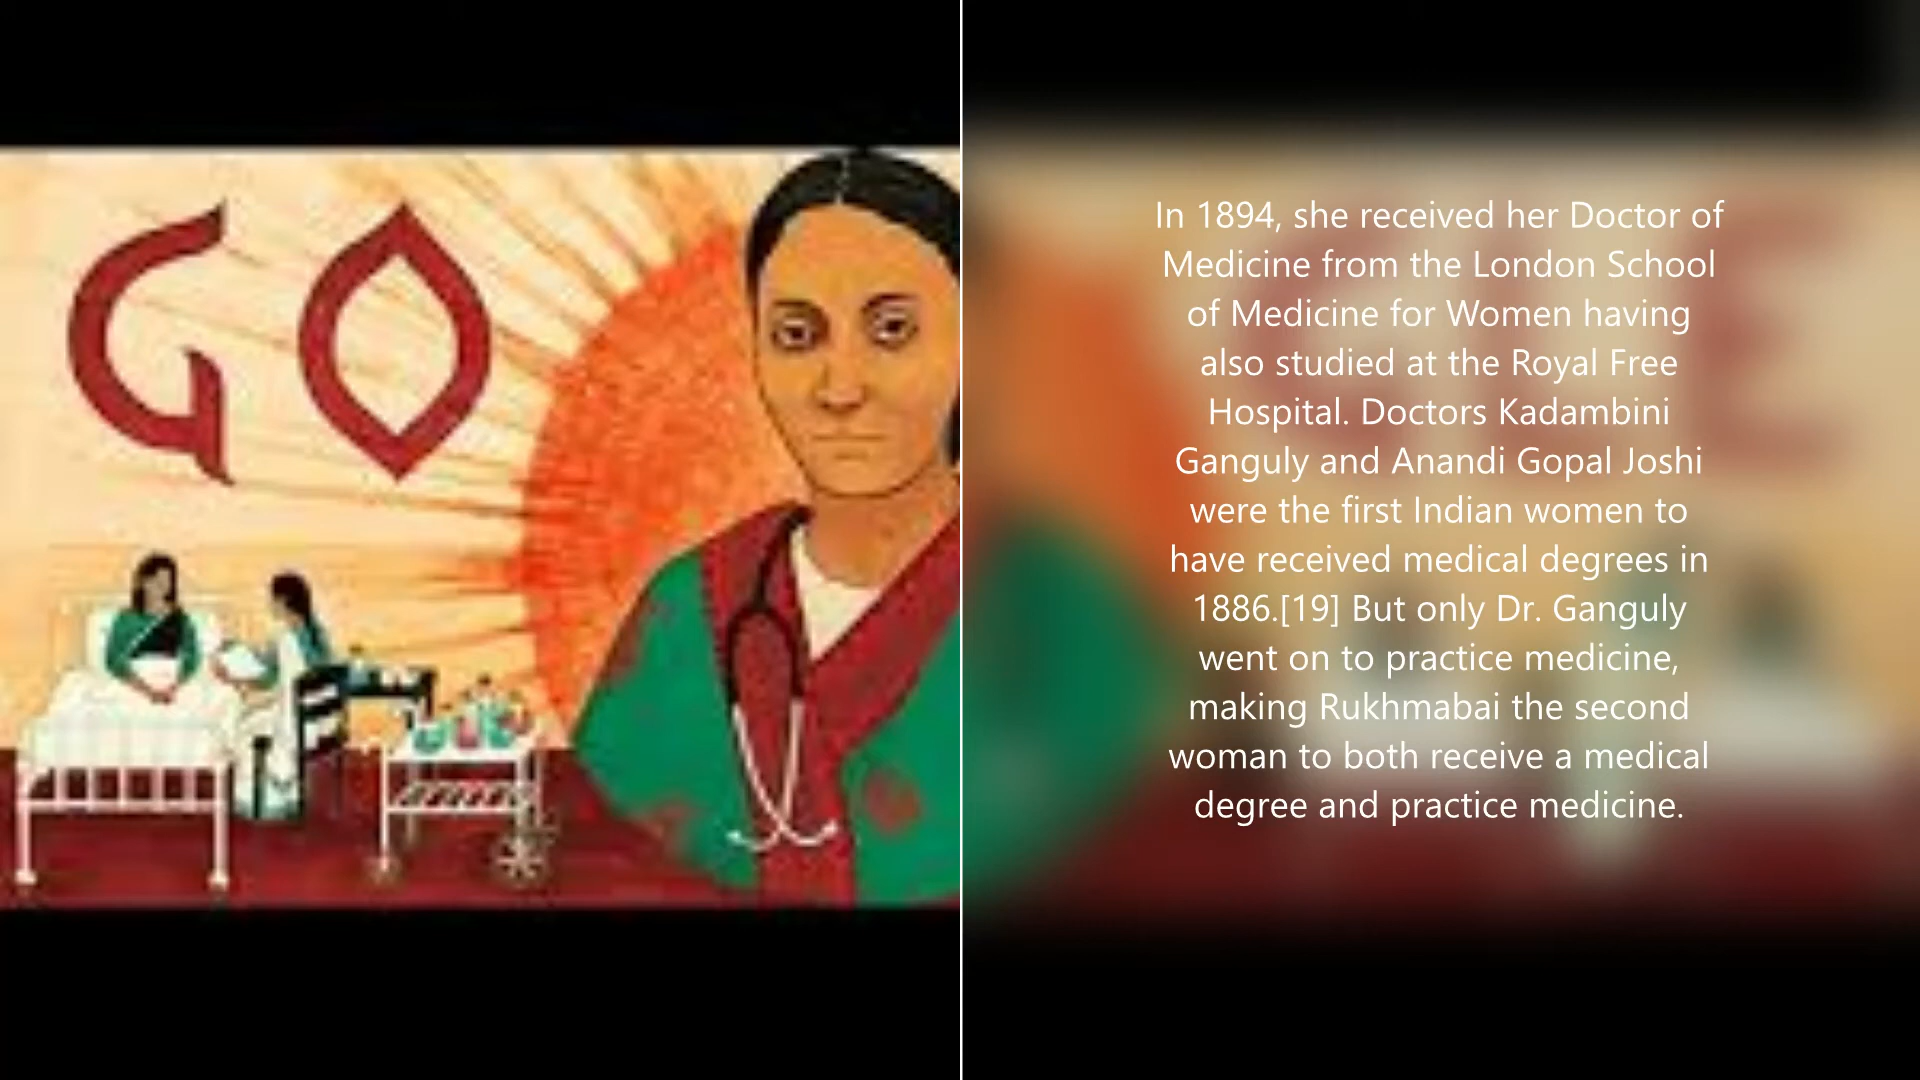 GO
In 1894, she received her Doctor of
Medicine from the London School
of Medicine for Women having
also studied at the Royal Free
Hospital. Doctors Kadambini
Ganguly and Anandi Gopal Joshi
were the first Indian women to
have received medical degrees in
1886.[19] But only Dr. Ganguly
went on to practice medicine,
making Rukhmabai the second
woman to both receive a medical
degree and practice medicine.